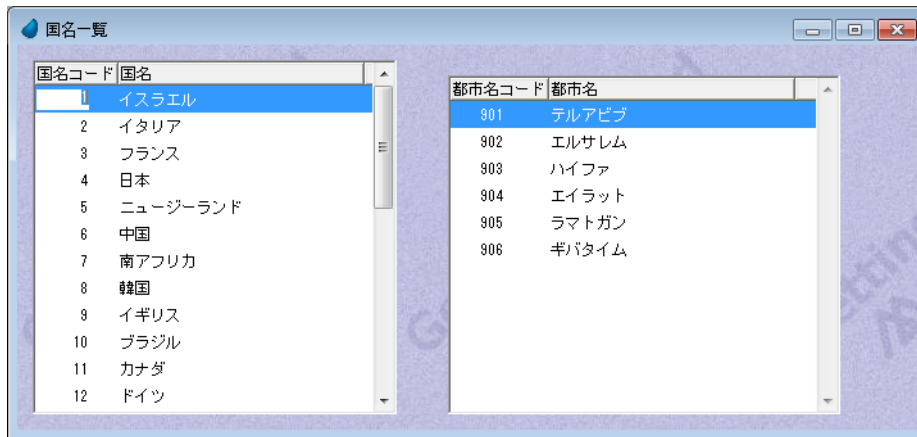 国名一覧
国名コード 国名
1 イスラエル
2 イタリア
3 フランス
4 日本
5 ニュージーランド
6 中国
7 南アフリカ
8 韓国
9 イギリス
10 ブラジル
11 カナダ
12 ドイツ
都市名コード 都市名
901 テルアビブ
902 エルサレム
903 ハイファ
904 エイラット
905 ラマトガン
906 ギバタイム